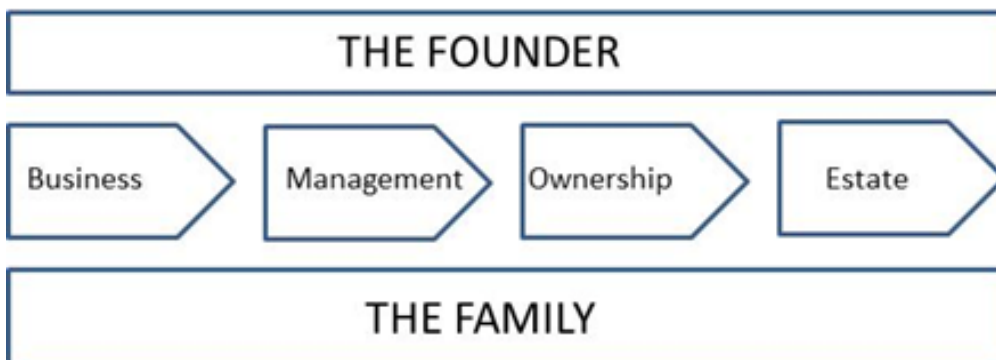 THE FOUNDER
Business
Management
Ownership
Estate
THE FAMILY